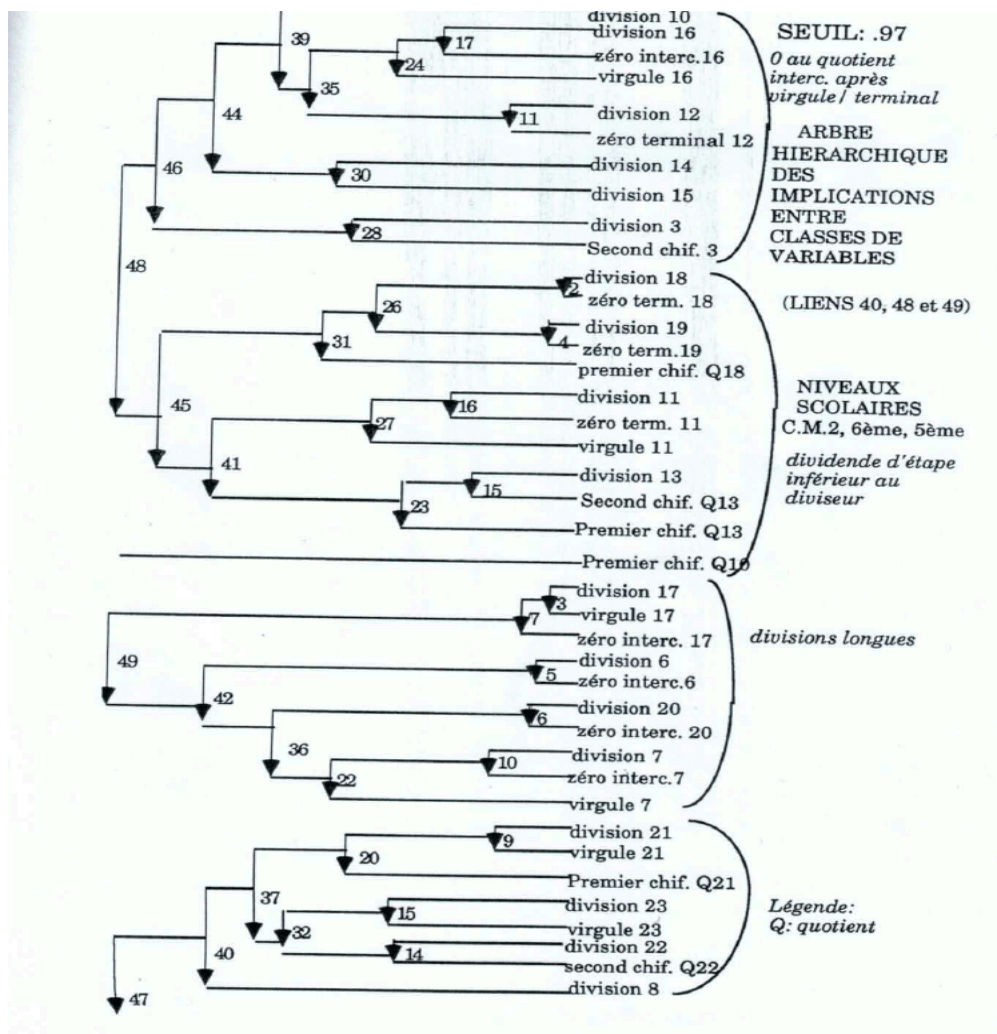 division 10
division 16
zéro interc.16
virgule 16
division 12
zéro terminal 12
division 14
division 15
division 3
Second chif. 3
division 18
zéro term. 18
division 19
zéro term.19
premier chif. Q18
division 11
zéro term. 11
virgule 11
division 13
Second chif. Q13
Premier chif. Q13
Premier chif. Q10
division 17
virgule 17
zéro interc. 17
division 6
zéro interc.6
division 20
zéro interc. 20
division 7
zéro interc.7
virgule 7
division 21
virgule 21
Premier chif. Q21
division 23
virgule 23
division 22
second chif. Q22
division 8
39
17
24
35
11
44
30
46
28
48
2
26
4
31
16
45
27
41
15
23
3
7
49
5
42
6
36
10
22
9
20
37
15
32
14
40
47
SEUIL: .97
0 au quotient
interc. après
virgule/ terminal
ARBRE
HIERARCHIQUE
DES
IMPLICATIONS
ENTRE
CLASSES DE
VARIABLES
(LIENS 40, 48 et 49)
NIVEAUX
SCOLAIRES
C.M.2, 6ème, 5ème
dividende d'étape
inférieur au
diviseur
divisions longues
Légende:
Q: quotient